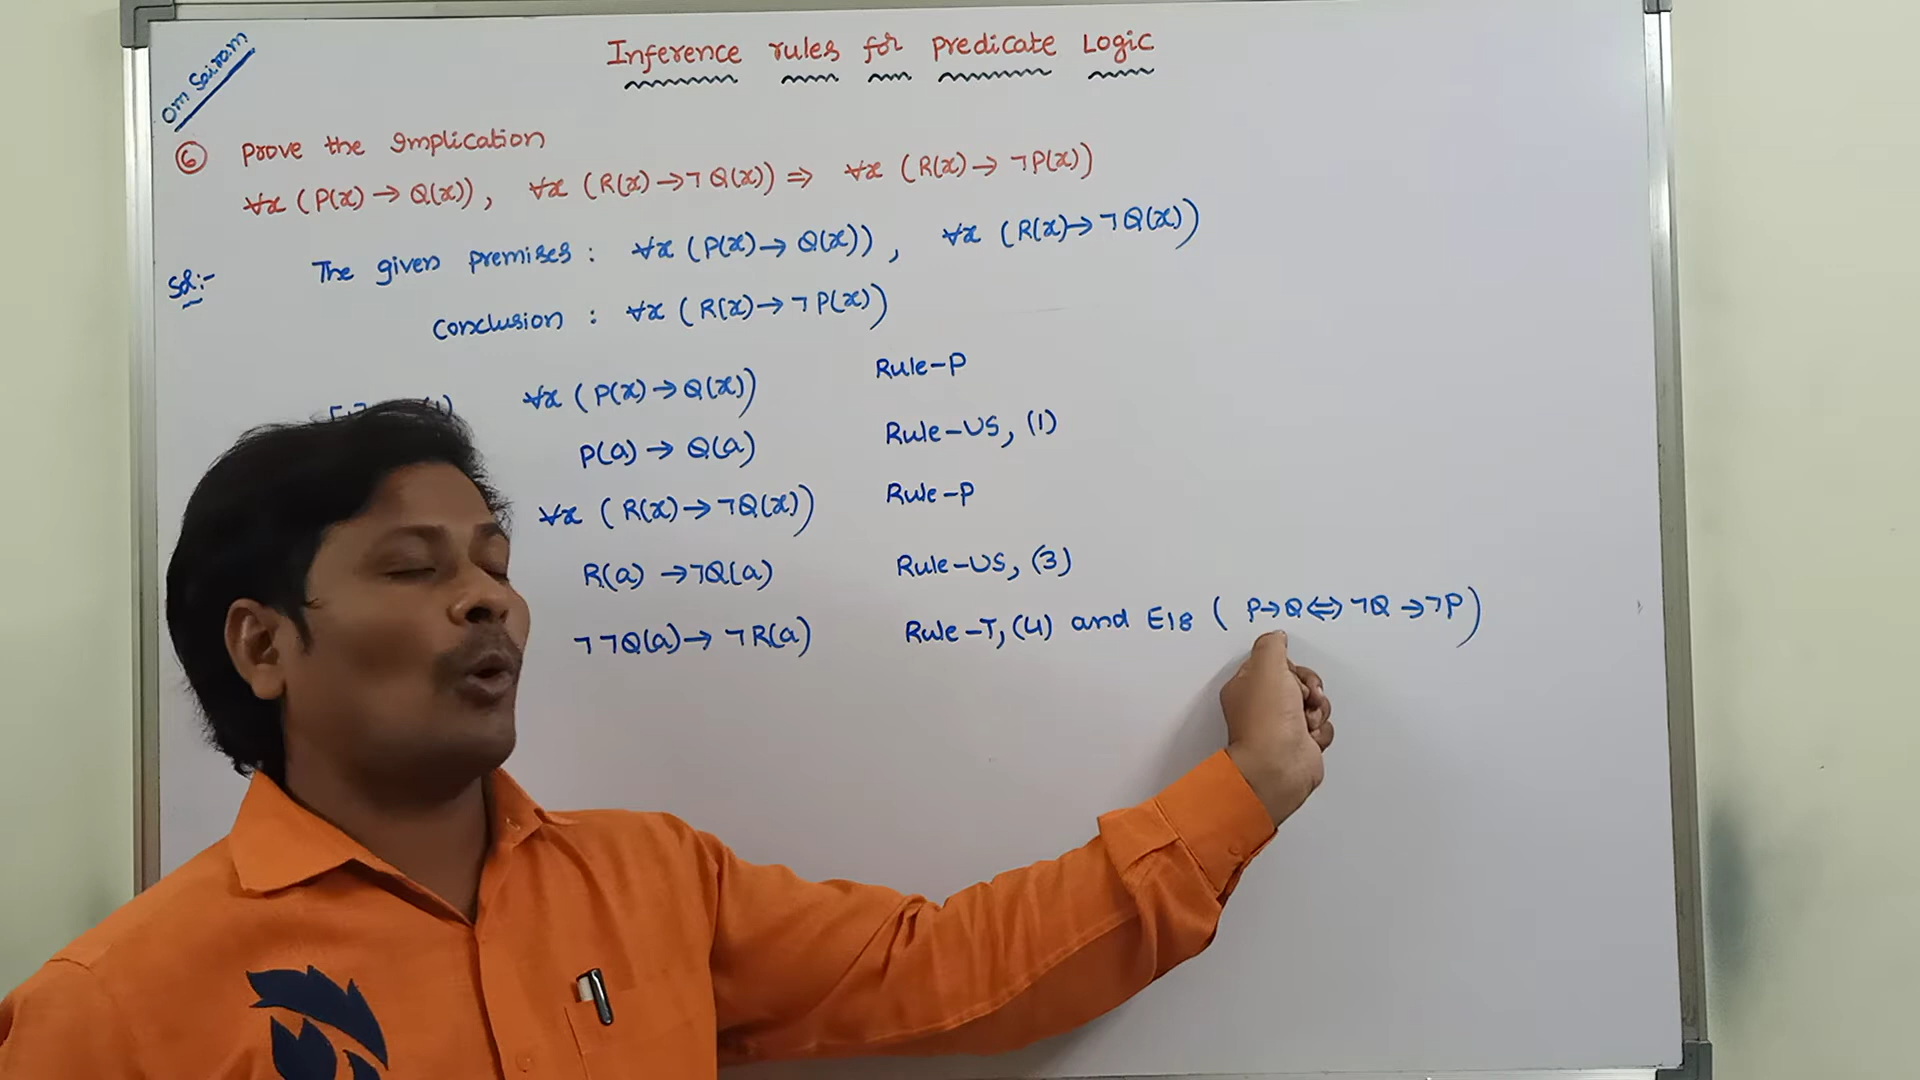 Om Sairam
Inference rules for predicate Logic
⑥ Prove the Implication
∀x (P(x) → Q(x)), ∀x (R(x) → ¬Q(x)) ⇒ ∀x (R(x) → ¬P(x))
Sol:- The given premises : ∀x (P(x) → Q(x)), ∀x (R(x) → ¬Q(x))
Conclusion : ∀x (R(x) → ¬P(x))
∀x (P(x) → Q(x)) Rule-P
P(a) → Q(a) Rule-US, (1)
∀x (R(x) → ¬Q(x)) Rule-P
R(a) → ¬Q(a) Rule-US, (3)
¬¬Q(a) → ¬R(a) Rule-T, (4) and E18 ( P→Q ⇔ ¬Q → ¬P)